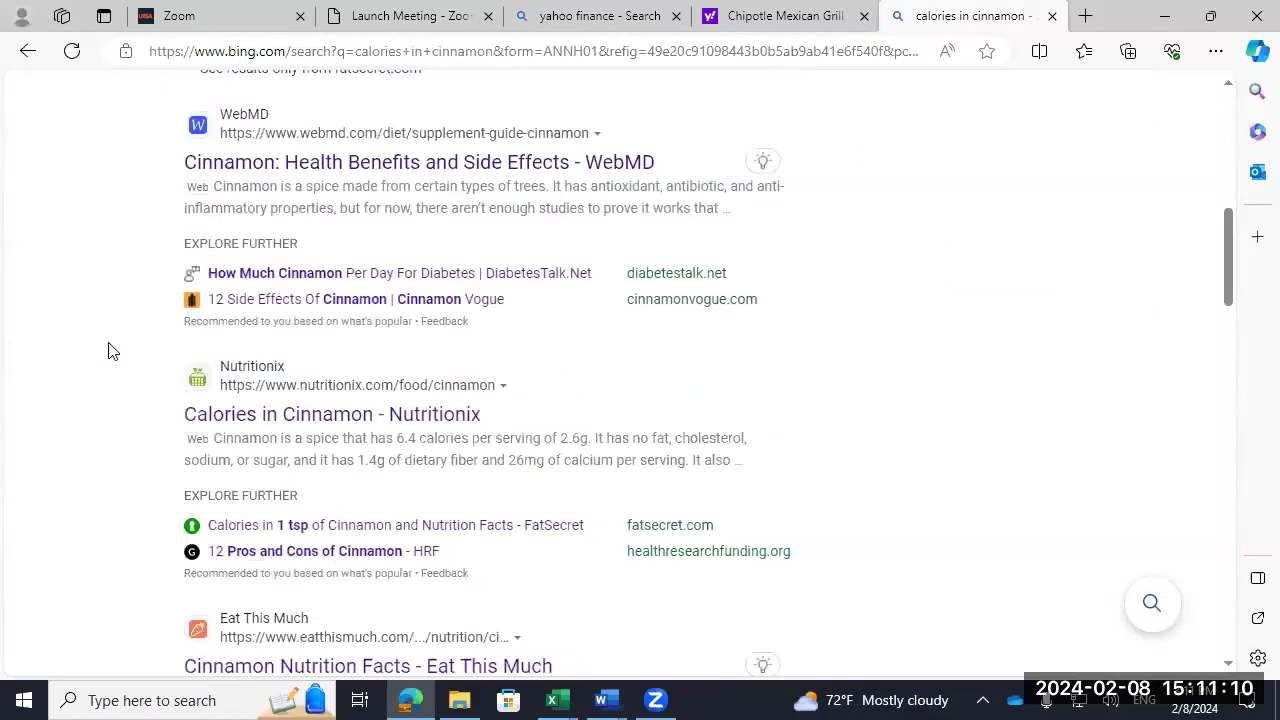 Zoom
Launch Meeting - Zoo
yahoo finance - Search
Chipotle Mexican Grill
calories in cinnamon -
https://www.bing.com/search?q=calories+in+cinnamon&form=ANNH01&refig=49e20c91098443b0b5ab9ab41e6f540f&pc...
See results only from fatsecret.com
WebMD
https://www.webmd.com/diet/supplement-guide-cinnamon
Cinnamon: Health Benefits and Side Effects - WebMD
Web Cinnamon is a spice made from certain types of trees. It has antioxidant, antibiotic, and anti-
inflammatory properties, but for now, there aren't enough studies to prove it works that ...
EXPLORE FURTHER
How Much Cinnamon Per Day For Diabetes | DiabetesTalk.Net diabetestalk.net
12 Side Effects Of Cinnamon | Cinnamon Vogue cinnamonvogue.com
Recommended to you based on what's popular • Feedback
Nutritionix
https://www.nutritionix.com/food/cinnamon
Calories in Cinnamon - Nutritionix
Web Cinnamon is a spice that has 6.4 calories per serving of 2.6g. It has no fat, cholesterol,
sodium, or sugar, and it has 1.4g of dietary fiber and 26mg of calcium per serving. It also ...
EXPLORE FURTHER
Calories in 1 tsp of Cinnamon and Nutrition Facts - FatSecret fatsecret.com
12 Pros and Cons of Cinnamon - HRF healthresearchfunding.org
Recommended to you based on what's popular • Feedback
Eat This Much
https://www.eatthismuch.com/.../nutrition/ci...
Cinnamon Nutrition Facts - Eat This Much
Type here to search
72°F Mostly cloudy
ENG
2024-02-08 15:11:10
2/8/2024